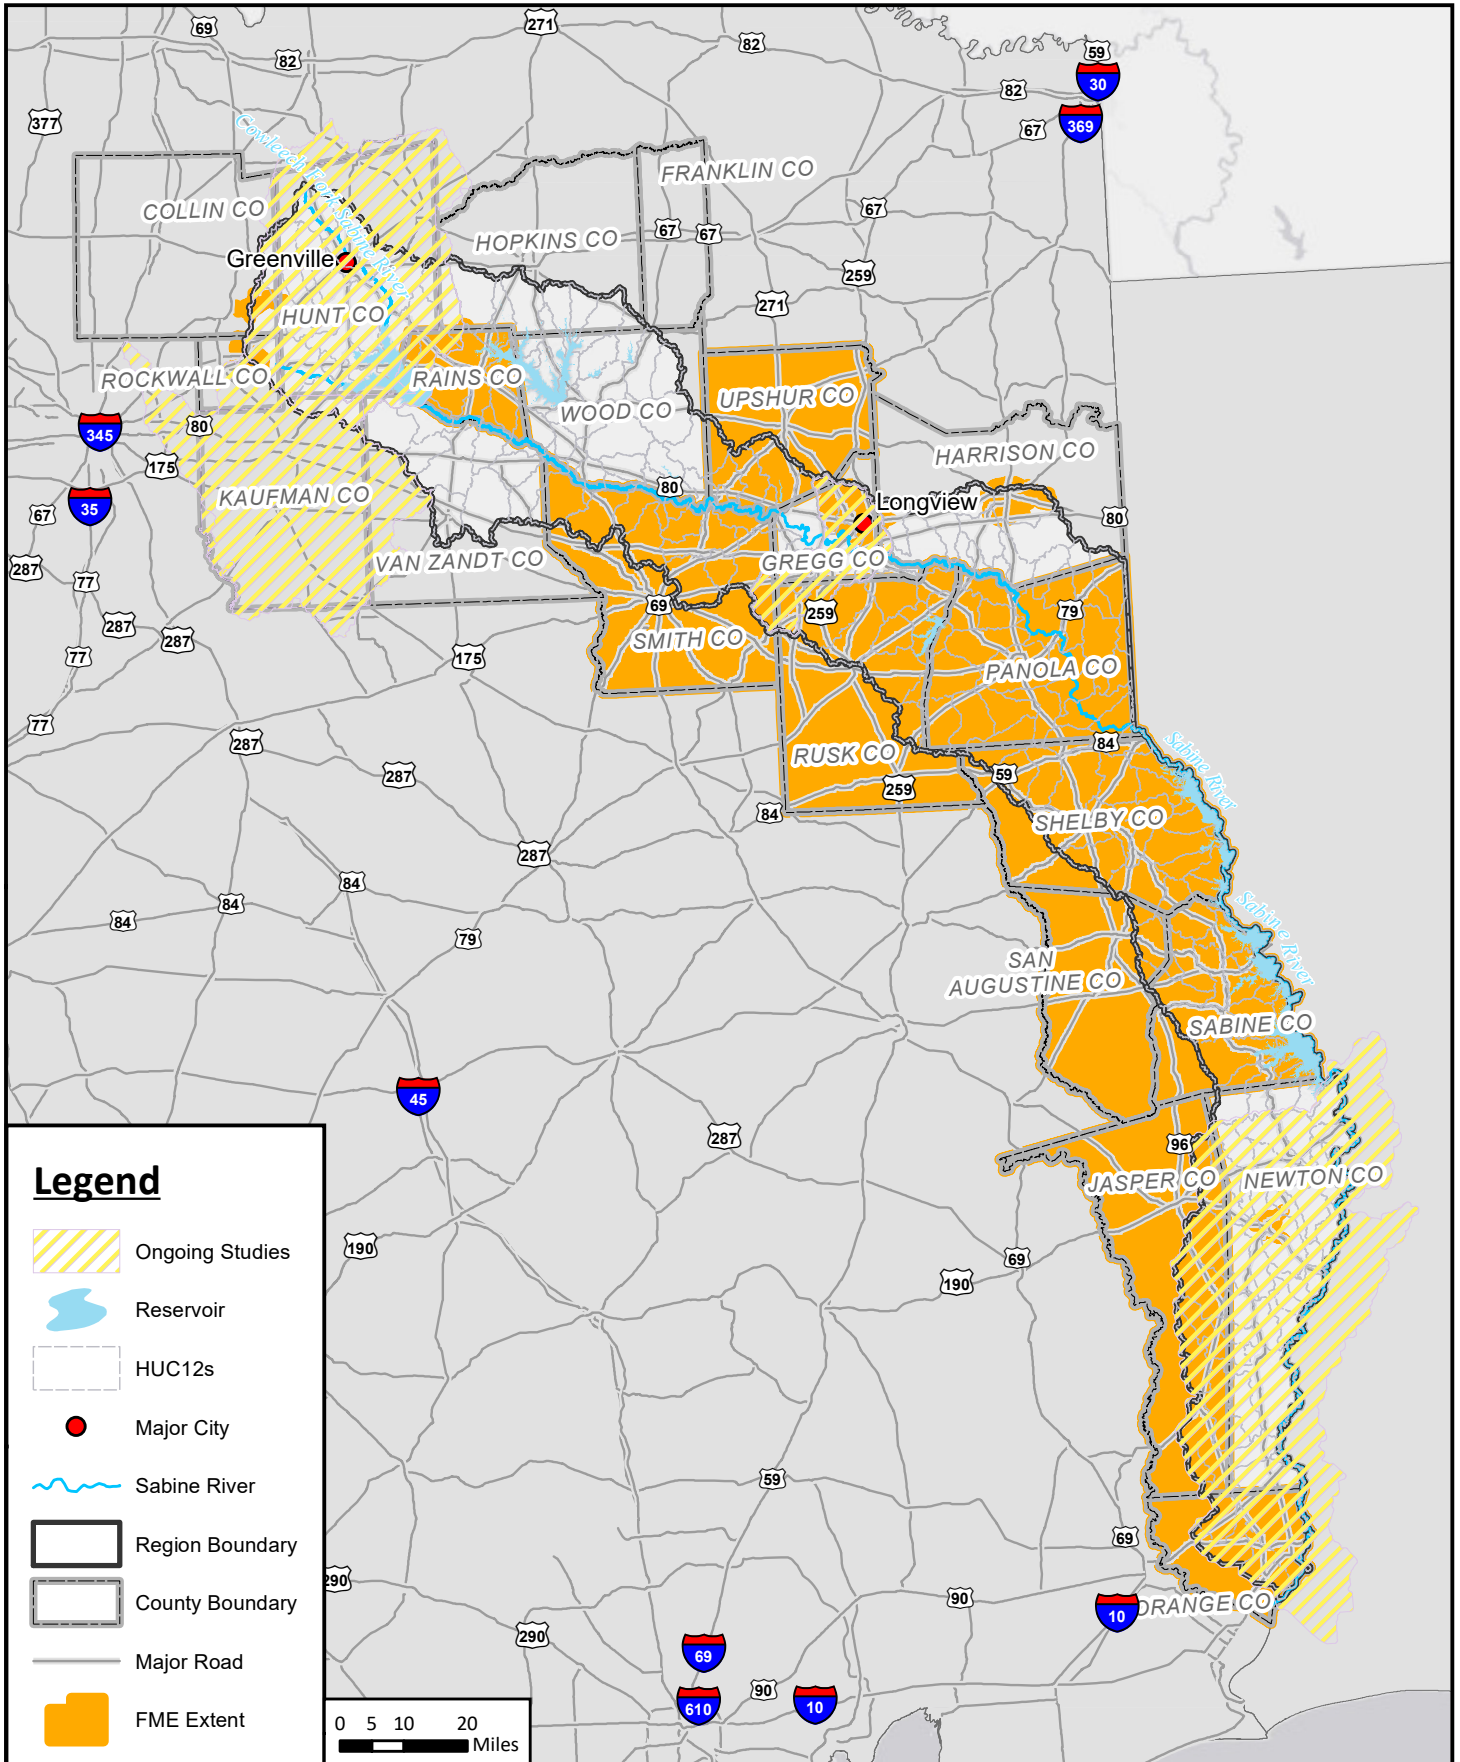 69
271
82
82
59
30
82
369
67
377
Cowleech Fork Sabine River
FRANKLIN CO
COLLIN CO
67
67
67
HOPKINS CO
Greenville
259
271
HUNT CO
ROCKWALL CO
RAINS CO
UPSHUR CO
WOOD CO
80
345
175
HARRISON CO
KAUFMAN CO
80
Longview
35
67
80
VAN ZANDT CO
GREGG CO
287
77
69
259
79
287
287
SMITH CO
77
175
PANOLA CO
77
287
84
Sabine River
RUSK CO
287
59
259
84
SHELBY CO
287
84
84
84
Sabine River
79
SAN
AUGUSTINE CO
SABINE CO
45
287
96
JASPER CO
NEWTON CO
Legend
Ongoing Studies
190
69
190
Reservoir
HUC12s
Major City
Sabine River
59
Region Boundary
69
290
County Boundary
90
10
ORANGE CO
290
Major Road
69
90
610
10
FME Extent
0 5 10 20
Miles